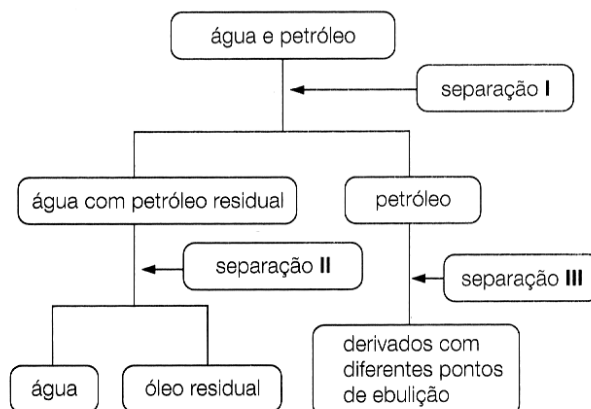 água e petróleo
separação I
água com petróleo residual
petróleo
separação II
separação III
água
óleo residual
derivados com
diferentes pontos
de ebulição